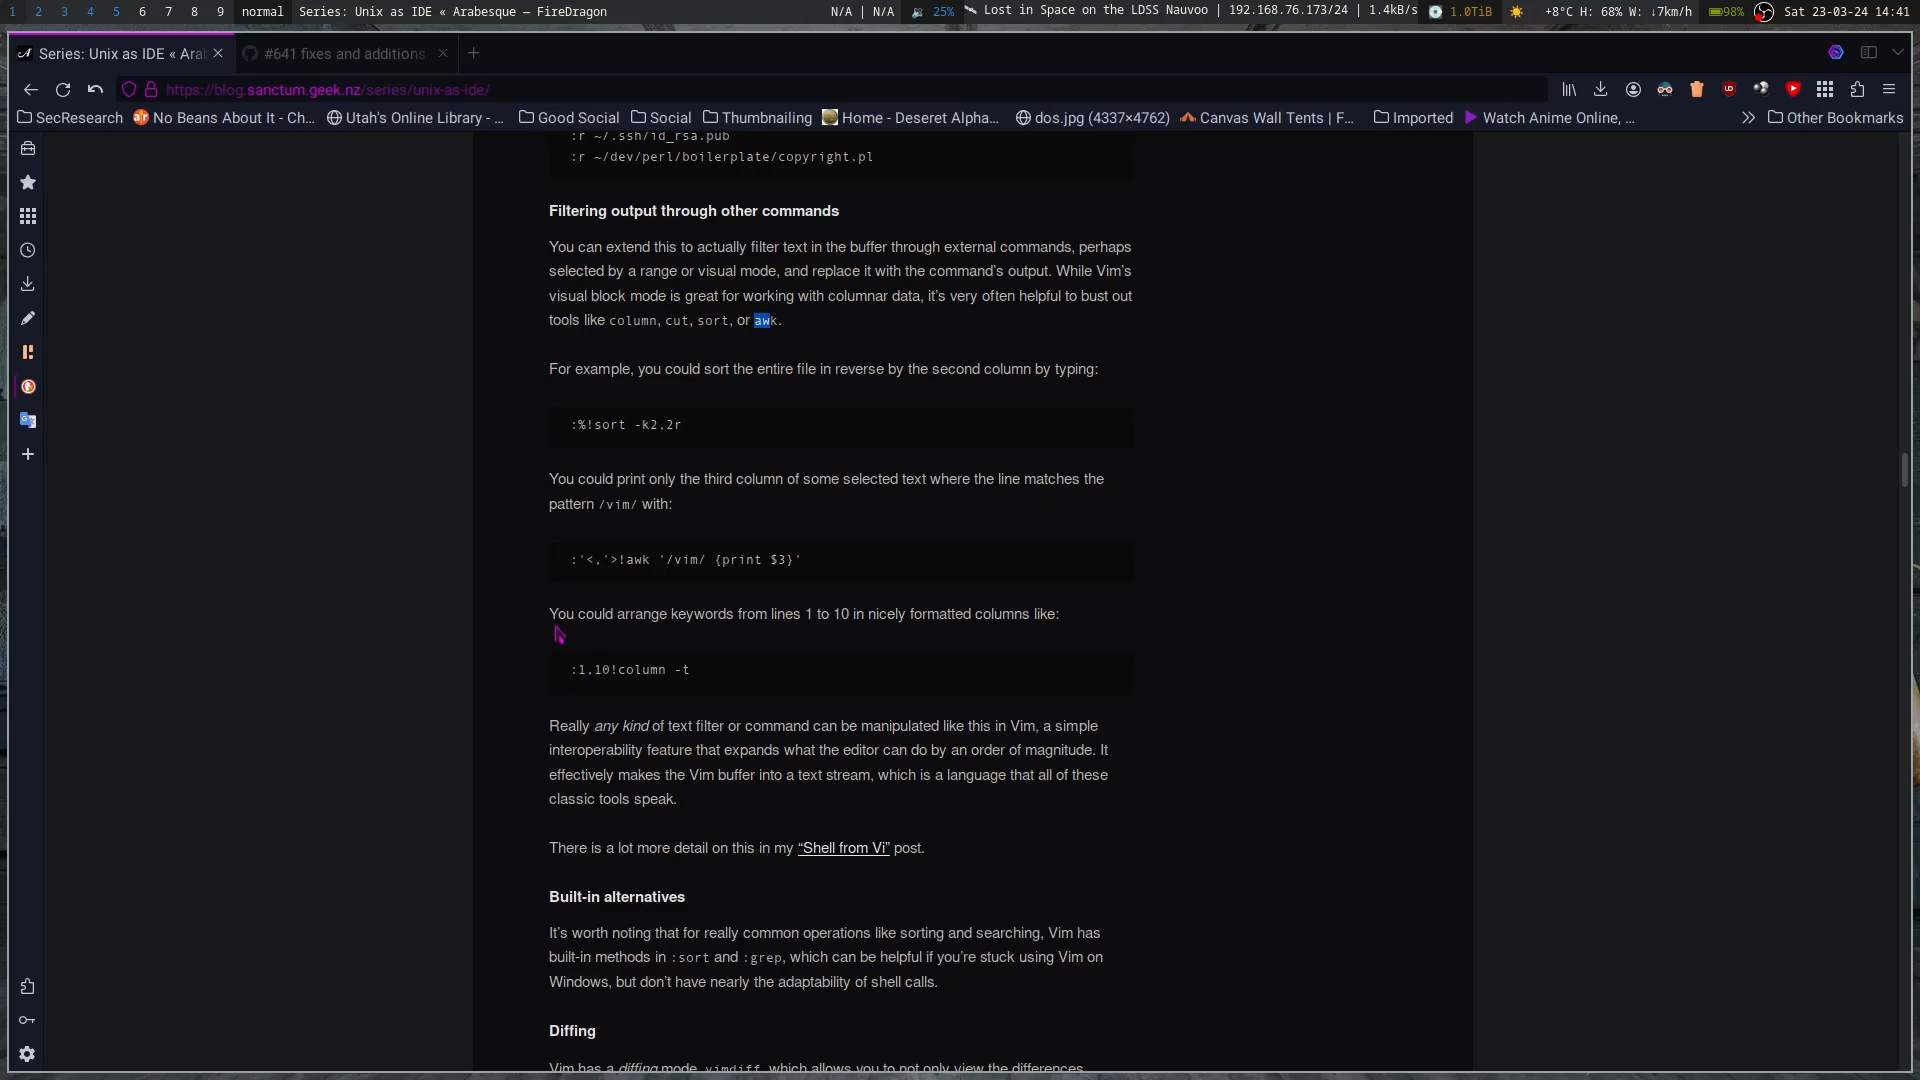 1 2 3 4 5 6 7 8 9 normal Series: Unix as IDE « Arabesque — FireDragon N/A | N/A 25% Lost in Space on the LDSS Nauvoo | 192.168.76.173/24 | 1.4kB/s 1.0TiB +8°C H: 68% W: ↓7km/h 98% Sat 23-03-24 14:41
Series: Unix as IDE « Ara #641 fixes and additions.
https://blog.sanctum.geek.nz/series/unix-as-ide/
SecResearch No Beans About It - Ch... Utah's Online Library - ... Good Social Social Thumbnailing Home - Deseret Alpha... dos.jpg (4337×4762) Canvas Wall Tents | F... Imported Watch Anime Online, ... Other Bookmarks
:r ~/.ssh/id_rsa.pub
:r ~/dev/perl/boilerplate/copyright.pl
Filtering output through other commands
You can extend this to actually filter text in the buffer through external commands, perhaps
selected by a range or visual mode, and replace it with the command's output. While Vim's
visual block mode is great for working with columnar data, it's very often helpful to bust out
tools like column, cut, sort, or awk.
For example, you could sort the entire file in reverse by the second column by typing:
:%!sort -k2,2r
You could print only the third column of some selected text where the line matches the
pattern /vim/ with:
:'<,'>!awk '/vim/ {print $3}'
You could arrange keywords from lines 1 to 10 in nicely formatted columns like:
:1,10!column -t
Really any kind of text filter or command can be manipulated like this in Vim, a simple
interoperability feature that expands what the editor can do by an order of magnitude. It
effectively makes the Vim buffer into a text stream, which is a language that all of these
classic tools speak.
There is a lot more detail on this in my “Shell from Vi” post.
Built-in alternatives
It's worth noting that for really common operations like sorting and searching, Vim has
built-in methods in :sort and :grep, which can be helpful if you're stuck using Vim on
Windows, but don't have nearly the adaptability of shell calls.
Diffing
Vim has a diffing mode, vimdiff, which allows you to not only view the differences